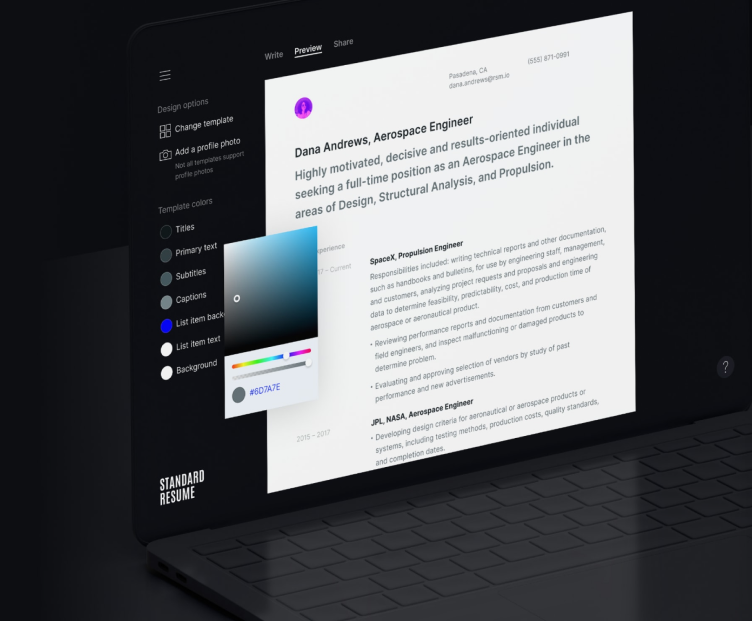 Write Preview Share
Design options
Change template
Add a profile photo
Not all templates support
profile photos
Template colors
Titles
Primary text
Subtitles
Captions
List item
List item text
Background
#6D7A7E
STANDARD
RESUME
Pasadena, CA
(555) 871-0991
dana.andrews@rsm.io
Dana Andrews, Aerospace Engineer
Highly motivated, decisive and results-oriented individual
seeking a full-time position as an Aerospace Engineer in the
areas of Design, Structural Analysis, and Propulsion.
perience
17 – Current
SpaceX, Propulsion Engineer
Responsibilities included: writing technical reports and other documentation,
such as handbooks and bulletins, for use by engineering staff, management,
and customers, analyzing project requests and proposals and engineering
data to determine feasibility, predictability, cost, and production time of
aerospace or aeronautical product.
• Reviewing performance reports and documentation from customers and
field engineers, and inspect malfunctioning or damaged products to
determine problem.
• Evaluating and approving selection of vendors by study of past
performance and new advertisements.
2015 – 2017
JPL, NASA, Aerospace Engineer
• Developing design criteria for aeronautical or aerospace products or
systems, including testing methods, production costs, quality standards,
and completion dates.
?